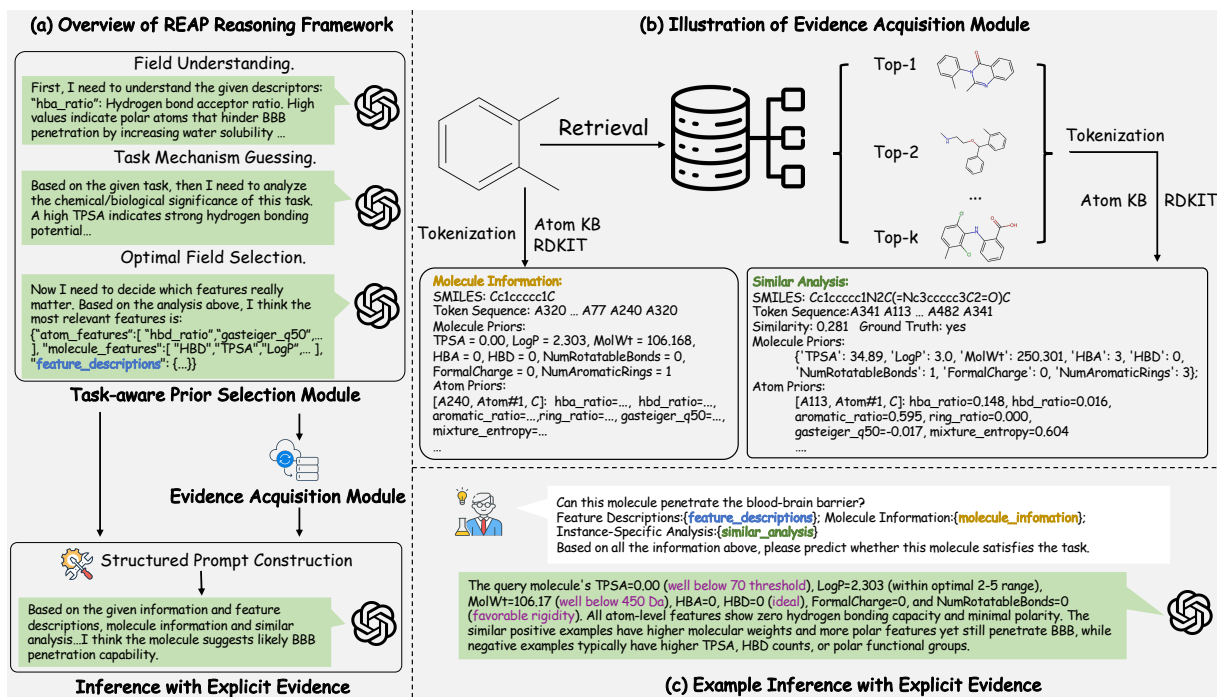 (a) Overview of REAP Reasoning Framework
Field Understanding.
First, I need to understand the given descriptors:
"hba_ratio": Hydrogen bond acceptor ratio. High
values indicate polar atoms that hinder BBB
penetration by increasing water solubility ...
Task Mechanism Guessing.
Based on the given task, then I need to analyze
the chemical/biological significance of this task.
A high TPSA indicates strong hydrogen bonding
potential...
Optimal Field Selection.
Now I need to decide which features really
matter. Based on the analysis above, I think the
most relevant features is:
{"atom_features":[ "hbd_ratio","gasteiger_q50",...
], "molecule_features":[ "HBD","TPSA","LogP",... ],
"feature_descriptions": {...}}
Task-aware Prior Selection Module
Evidence Acquisition Module
Structured Prompt Construction
Based on the given information and feature
descriptions, molecule information and similar
analysis...I think the molecule suggests likely BBB
penetration capability.
Inference with Explicit Evidence
(b) Illustration of Evidence Acquisition Module
Retrieval
Top-1
Top-2
...
Top-k
Tokenization
Atom KB
RDKIT
Tokenization
Atom KB
RDKIT
Molecule Information:
SMILES: Cc1ccccc1C
Token Sequence: A320 ... A77 A240 A320
Molecule Priors:
TPSA = 0.00, LogP = 2.303, MolWt = 106.168,
HBA = 0, HBD = 0, NumRotatableBonds = 0,
FormalCharge = 0, NumAromaticRings = 1
Atom Priors:
[A240, Atom#1, C]: hba_ratio=..., hbd_ratio=...,
aromatic_ratio=...,ring_ratio=..., gasteiger_q50=...,
mixture_entropy=...
...
Similar Analysis:
SMILES: Cc1ccccc1N2C(=Nc3ccccc3C2=O)C
Token Sequence:A341 A113 ... A482 A341
Similarity: 0.281 Ground Truth: yes
Molecule Priors:
{'TPSA': 34.89, 'LogP': 3.0, 'MolWt': 250.301, 'HBA': 3, 'HBD': 0,
'NumRotatableBonds': 1, 'FormalCharge': 0, 'NumAromaticRings': 3};
Atom Priors:
[A113, Atom#1, C]: hba_ratio=0.148, hbd_ratio=0.016,
aromatic_ratio=0.595, ring_ratio=0.000,
gasteiger_q50=-0.017, mixture_entropy=0.604
....
Can this molecule penetrate the blood-brain barrier?
Feature Descriptions:{feature_descriptions}; Molecule Information:{molecule_infomation};
Instance-Specific Analysis:{similar_analysis}
Based on all the information above, please predict whether this molecule satisfies the task.
The query molecule's TPSA=0.00 (well below 70 threshold), LogP=2.303 (within optimal 2-5 range),
MolWt=106.17 (well below 450 Da), HBA=0, HBD=0 (ideal), FormalCharge=0, and NumRotatableBonds=0
(favorable rigidity). All atom-level features show zero hydrogen bonding capacity and minimal polarity. The
similar positive examples have higher molecular weights and more polar features yet still penetrate BBB, while
negative examples typically have higher TPSA, HBD counts, or polar functional groups.
(c) Example Inference with Explicit Evidence